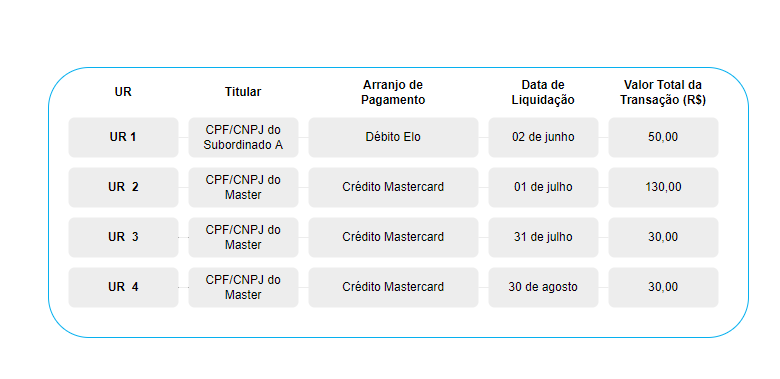 UR Titular Arranjo de Pagamento Data de Liquidação Valor Total da Transação (R$)
UR 1 CPF/CNPJ do Subordinado A Débito Elo 02 de junho 50,00
UR 2 CPF/CNPJ do Master Crédito Mastercard 01 de julho 130,00
UR 3 CPF/CNPJ do Master Crédito Mastercard 31 de julho 30,00
UR 4 CPF/CNPJ do Master Crédito Mastercard 30 de agosto 30,00